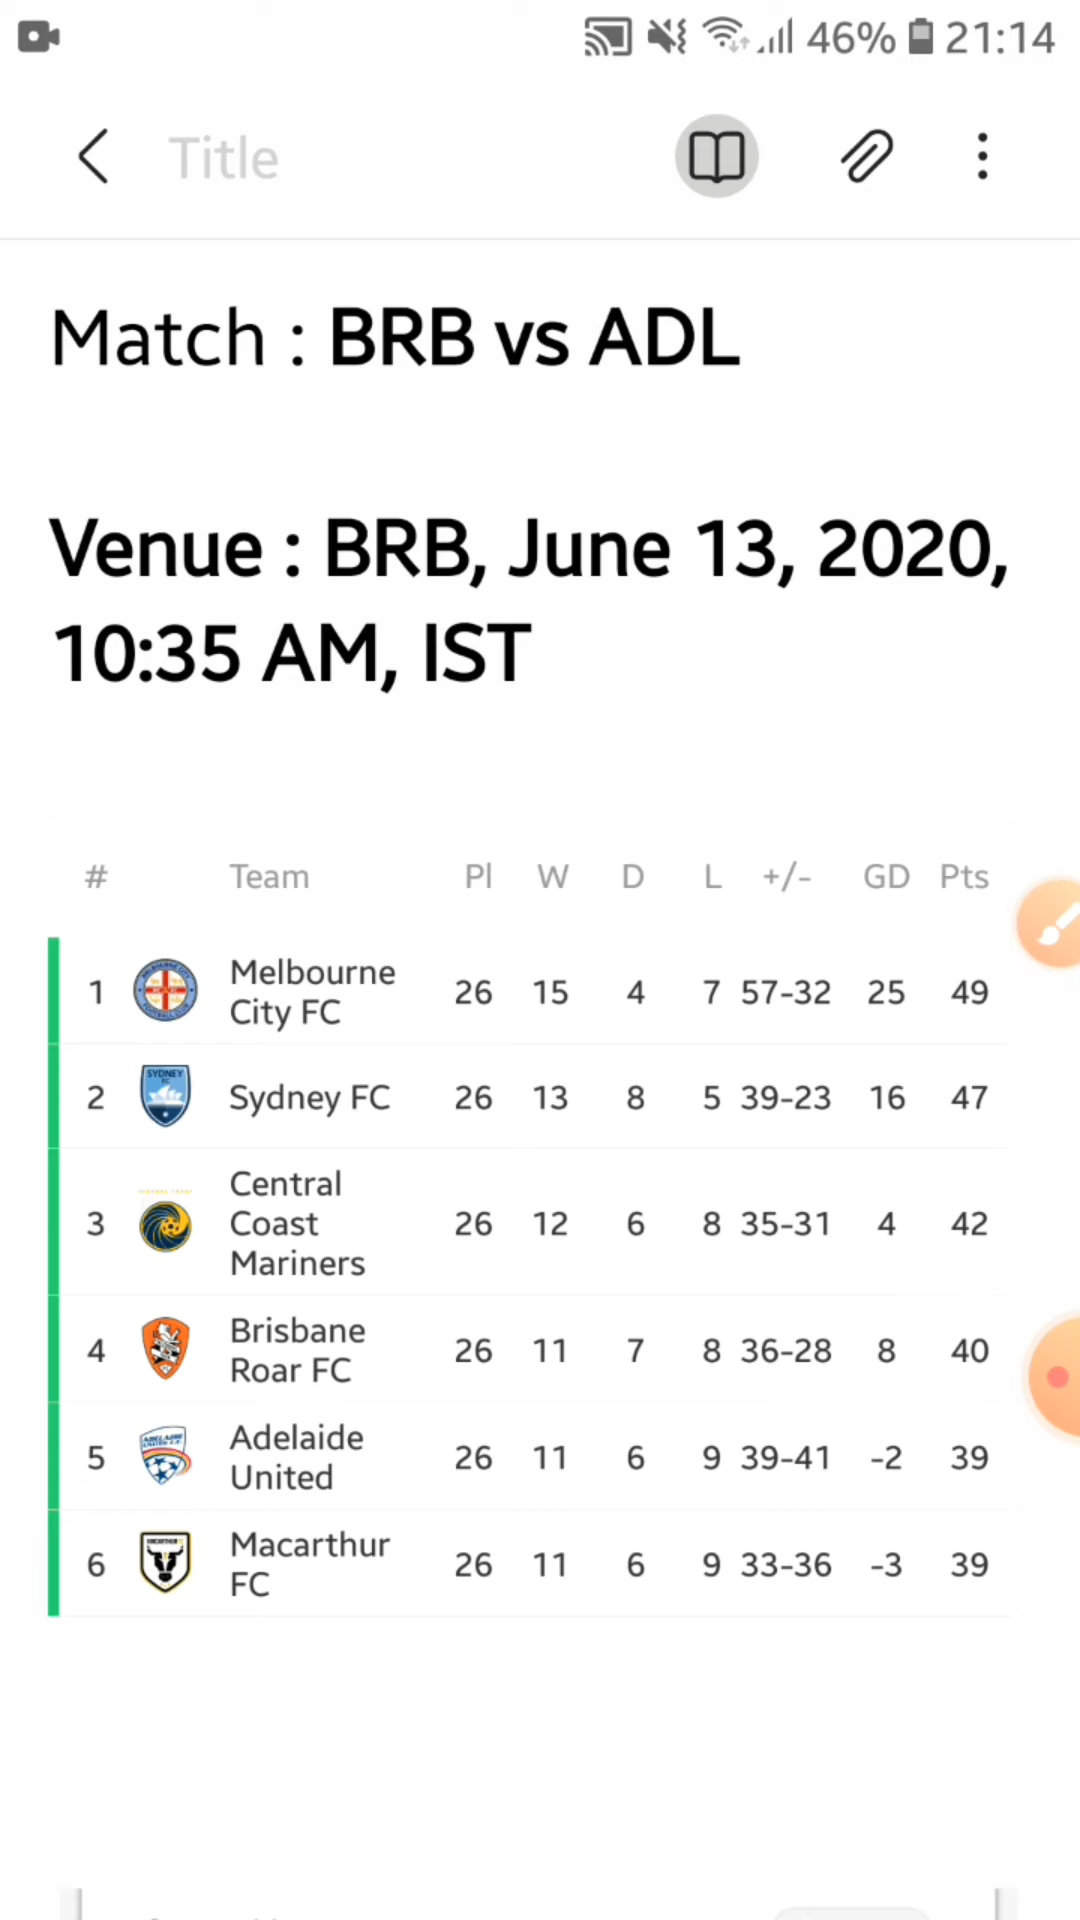 46% 21:14
Title
Match : BRB vs ADL
Venue : BRB, June 13, 2020,
10:35 AM, IST
# Team Pl W D L +/- GD Pts
1 Melbourne City FC 26 15 4 7 57-32 25 49
2 SYDNEY FC Sydney FC 26 13 8 5 39-23 16 47
3 Central Coast Mariners 26 12 6 8 35-31 4 42
4 Brisbane Roar FC 26 11 7 8 36-28 8 40
5 Adelaide United 26 11 6 9 39-41 -2 39
6 Macarthur FC 26 11 6 9 33-36 -3 39